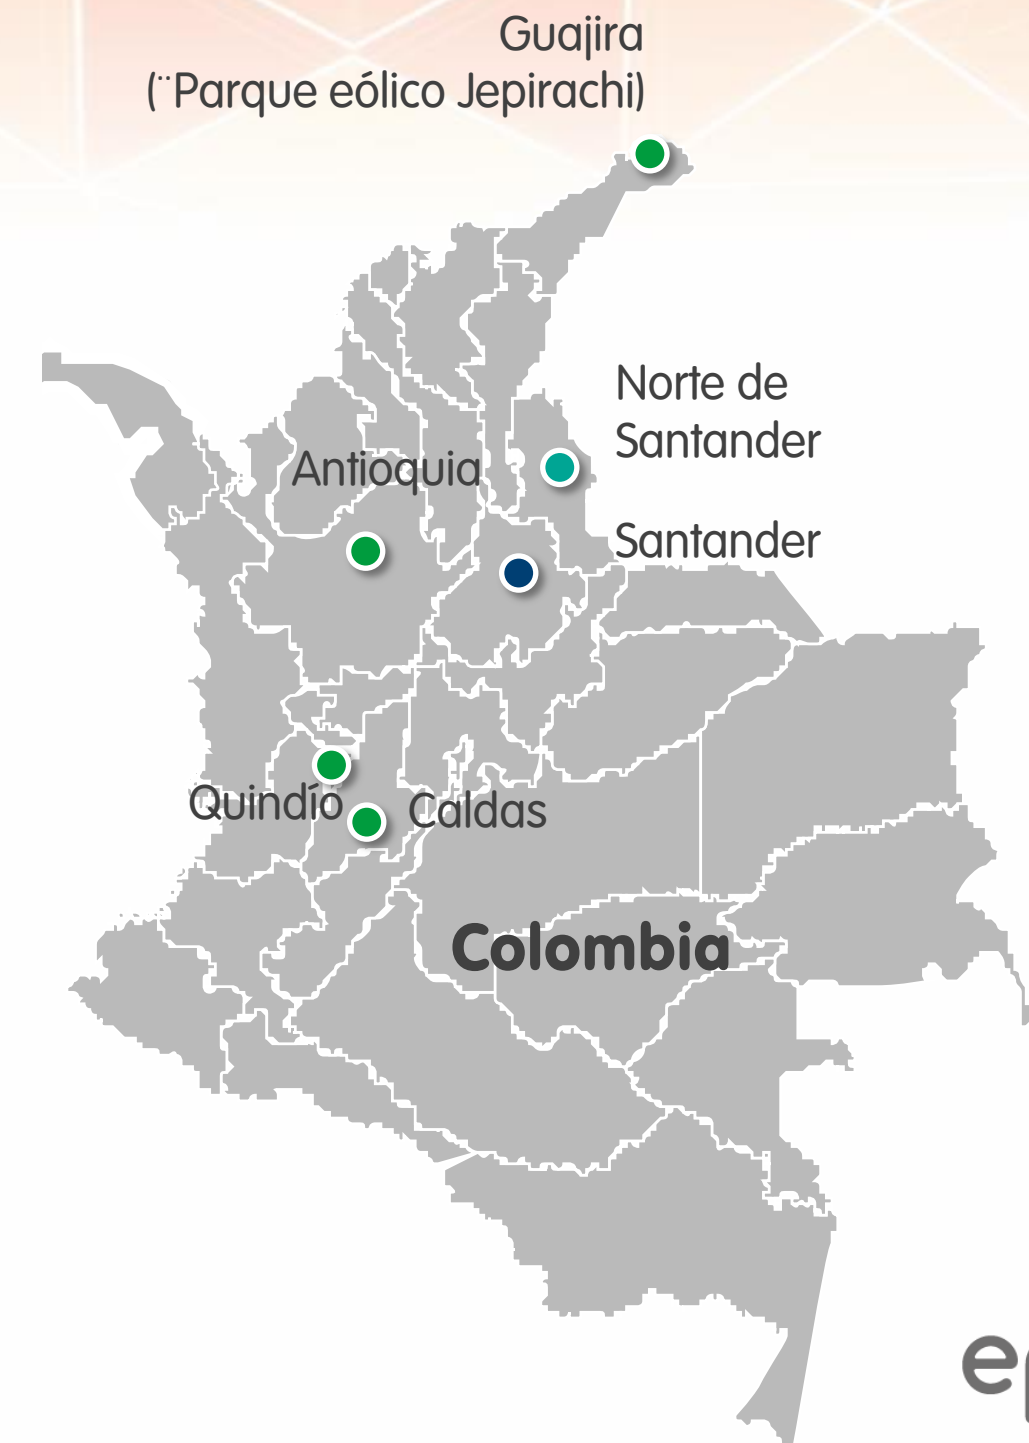 Guajira
(¨Parque eólico Jepirachi)
Norte de
Santander
Antioquia
Santander
Quindío
Caldas
Colombia